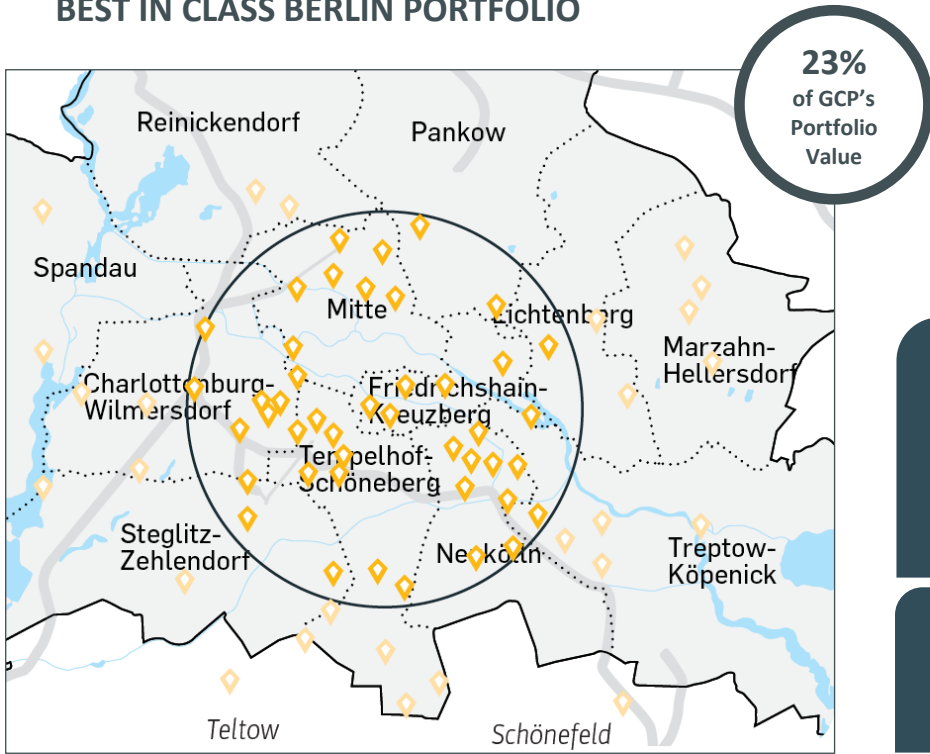 BEST IN CLASS BERLIN PORTFOLIO
23%
of GCP's
Portfolio
Value
Reinickendorf
Pankow
Spandau
Mitte
Lichtenberg
Marzahn-
Hellersdorf
Charlottenburg-
Wilmersdorf
Friedrichshain-
Kreuzberg
Tempelhof-
Schöneberg
Steglitz-
Zehlendorf
Neukölln
Treptow-
Köpenick
Teltow
Schönefeld